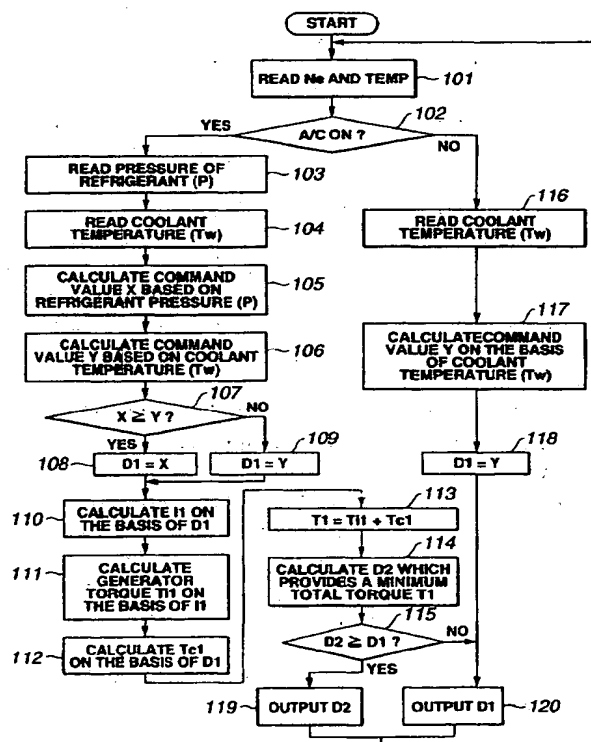 START
READ Ne AND TEMP
101
A/C ON ?
102
YES
NO
READ PRESSURE OF
REFRIGERANT (P)
103
READ COOLANT
TEMPERATURE (Tw)
104
CALCULATE COMMAND
VALUE X BASED ON
REFRIGERANT PRESSURE (P)
105
CALCULATE COMMAND
VALUE Y BASED ON COOLANT
TEMPERATURE (Tw)
106
X ≧ Y ?
107
YES
NO
108
D1 = X
D1 = Y
109
110
CALCULATE I1 ON
THE BASIS OF D1
111
CALCULATE
GENERATOR
TORQUE Ti1 ON
THE BASIS OF I1
112
CALCULATE Tc1
ON THE BASIS OF D1
113
T1 = Ti1 + Tc1
114
CALCULATE D2 WHICH
PROVIDES A MINIMUM
TOTAL TORQUE T1
115
D2 ≧ D1 ?
NO
YES
116
READ COOLANT
TEMPERATURE (Tw)
117
CALCULATECOMMAND
VALUE Y ON THE BASIS
OF COOLANT
TEMPERATURE (Tw)
118
D1 = Y
119
OUTPUT D2
OUTPUT D1
120